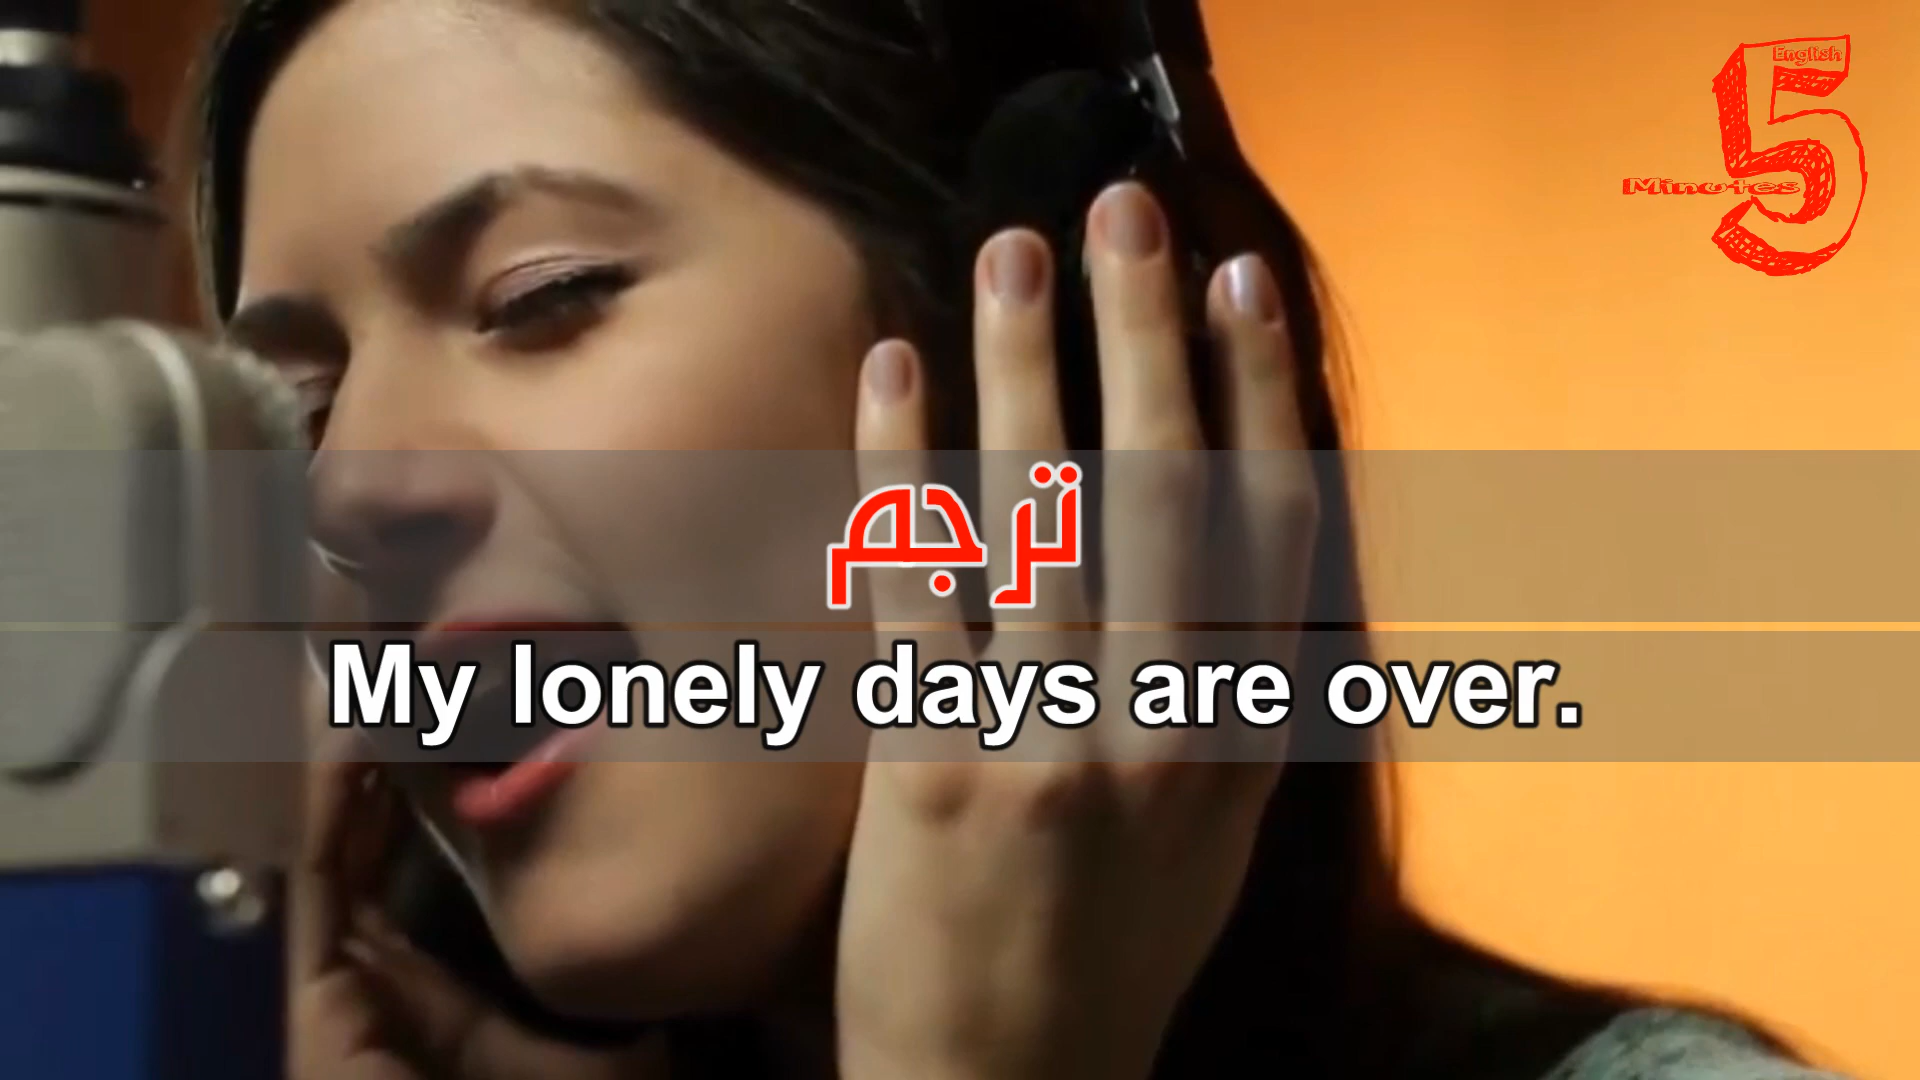 English
5
Minutes
ترجم
My lonely days are over.